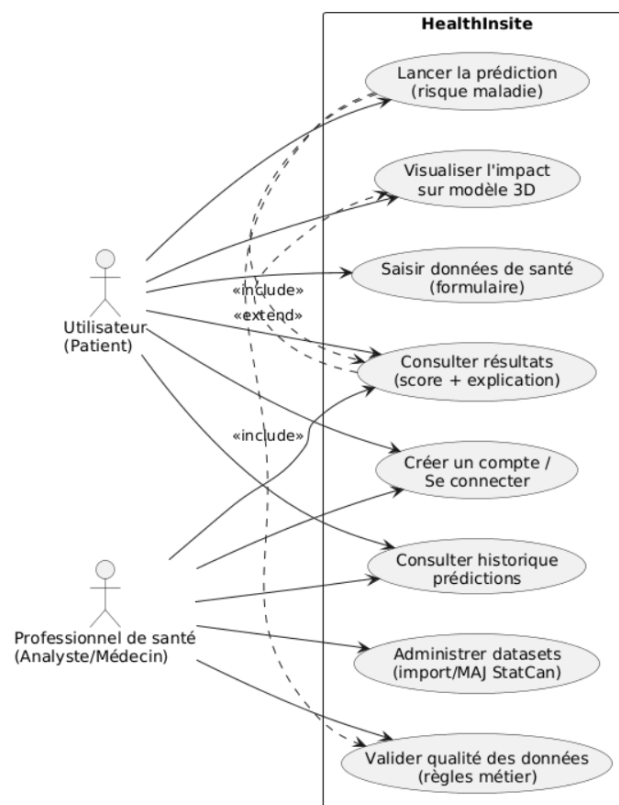 HealthInsite
Lancer la prédiction
(risque maladie)
Visualiser l'impact
sur modèle 3D
Saisir données de santé
(formulaire)
«include»
«extend»
Utilisateur
(Patient)
Consulter résultats
(score + explication)
«include»
Créer un compte /
Se connecter
Consulter historique
prédictions
Professionnel de santé
(Analyste/Médecin)
Administrer datasets
(import/MAJ StatCan)
Valider qualité des données
(règles métier)